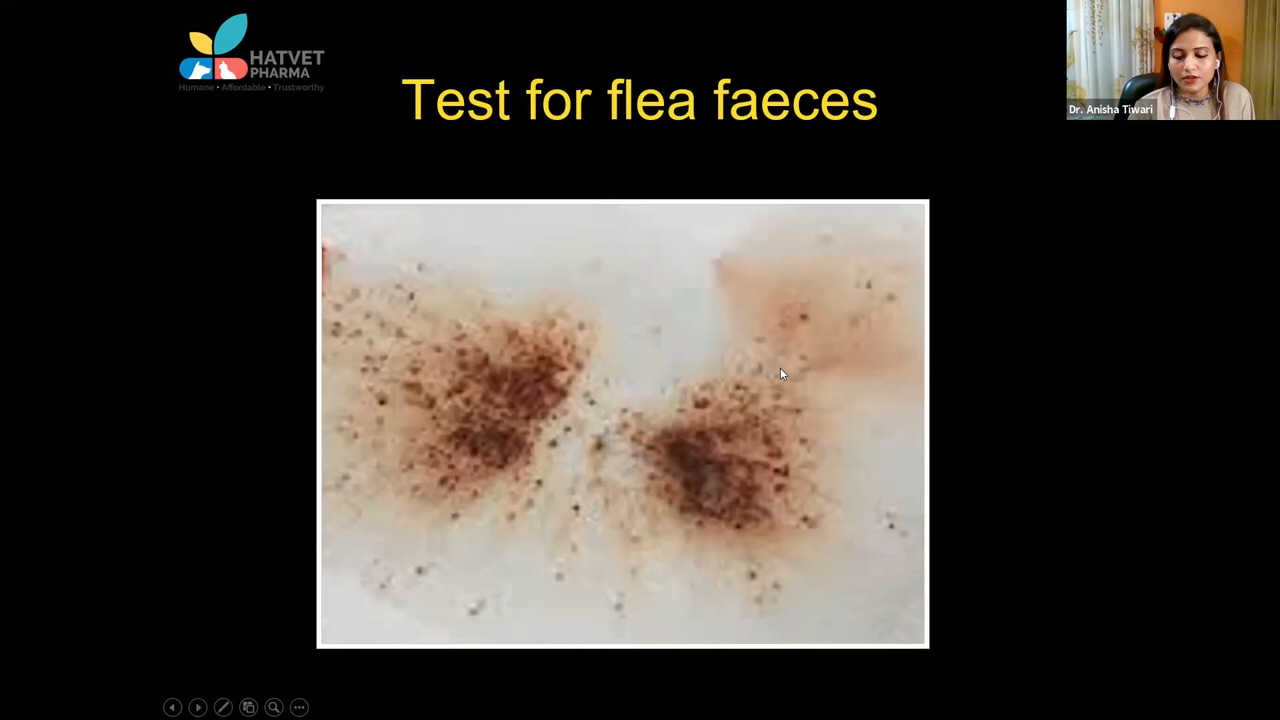 HATVET
PHARMA
Humane • Affordable • Trustworthy
Test for flea faeces
Dr. Anisha Tiwari